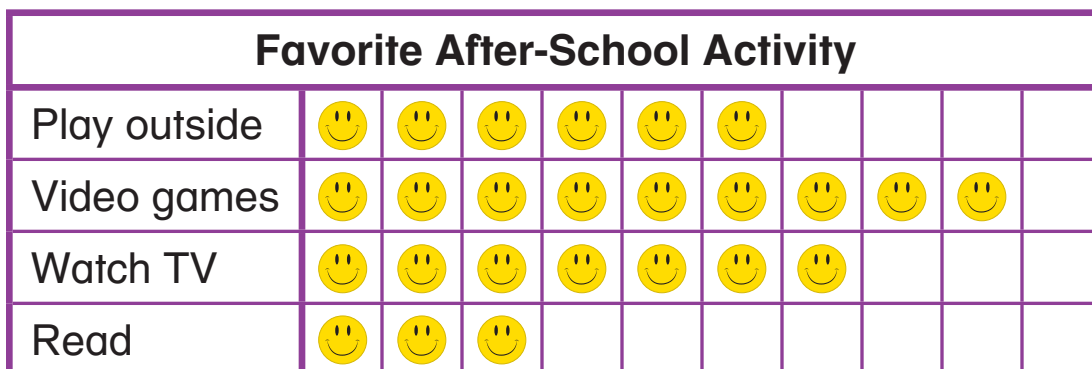 Favorite After-School Activity
Play outside
Video games
Watch TV
Read